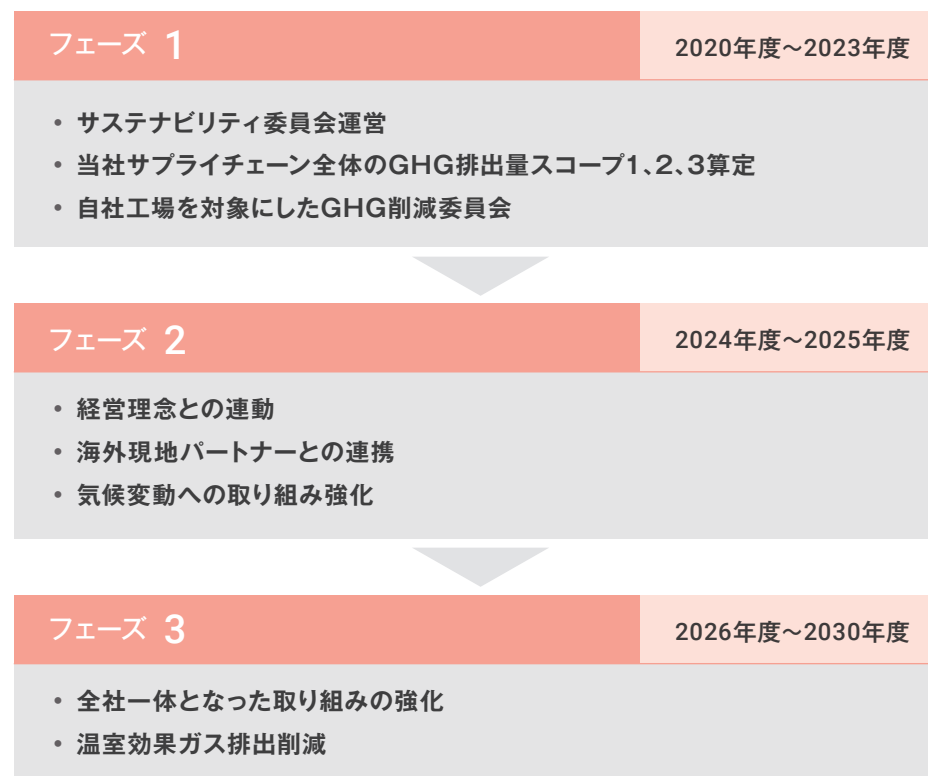 フェーズ 1
2020年度～2023年度
• サステナビリティ委員会運営
• 当社サプライチェーン全体のGHG排出量スコープ1、2、3算定
• 自社工場を対象にしたGHG削減委員会
フェーズ 2
2024年度～2025年度
• 経営理念との連動
• 海外現地パートナーとの連携
• 気候変動への取り組み強化
フェーズ 3
2026年度～2030年度
• 全社一体となった取り組みの強化
• 温室効果ガス排出削減